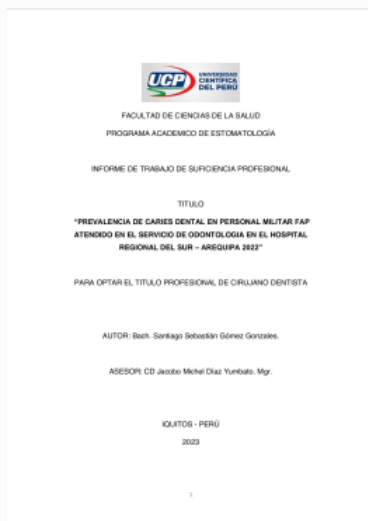 UCP
UNIVERSIDAD
CIENTÍFICA
DEL PERÚ
FACULTAD DE CIENCIAS DE LA SALUD
PROGRAMA ACADEMICO DE ESTOMATOLOGÍA
INFORME DE TRABAJO DE SUFICIENCIA PROFESIONAL
TITULO
“PREVALENCIA DE CARIES DENTAL EN PERSONAL MILITAR FAP
ATENDIDO EN EL SERVICIO DE ODONTOLOGIA EN EL HOSPITAL
REGIONAL DEL SUR – AREQUIPA 2022”
PARA OPTAR EL TITULO PROFESIONAL DE CIRUJANO DENTISTA
AUTOR: Bach. Santiago Sebastián Gómez Gonzales.
ASESOR: CD Jacobo Michel Díaz Yumbato. Mgr.
IQUITOS - PERÚ
2023